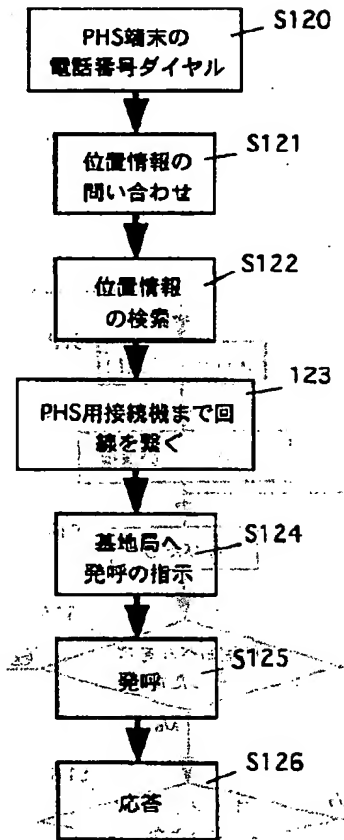 S120
PHS端末の
電話番号ダイヤル
S121
位置情報の
問い合わせ
S122
位置情報
の検索
123
PHS用接続機まで回
線を繋ぐ
S124
基地局へ
発呼の指示
S125
発呼
S126
応答